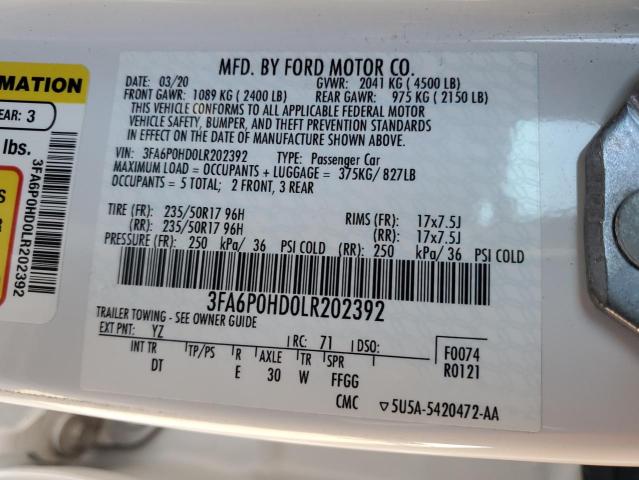 MFD. BY FORD MOTOR CO.
DATE: 03/20 GVWR: 2041 KG ( 4500 LB)
FRONT GAWR: 1089 KG ( 2400 LB) REAR GAWR: 975 KG ( 2150 LB)
THIS VEHICLE CONFORMS TO ALL APPLICABLE FEDERAL MOTOR
VEHICLE SAFETY, BUMPER, AND THEFT PREVENTION STANDARDS
IN EFFECT ON THE DATE OF MANUFACTURE SHOWN ABOVE.
VIN: 3FA6P0HD0LR202392 TYPE: Passenger Car
MAXIMUM LOAD = OCCUPANTS + LUGGAGE = 375KG/ 827LB
OCCUPANTS = 5 TOTAL; 2 FRONT, 3 REAR
TIRE (FR): 235/50R17 96H RIMS (FR): 17x7.5J
(RR): 235/50R17 96H (RR): 17x7.5J
PRESSURE (FR): 250 kPa/ 36 PSI COLD (RR): 250 kPa/ 36 PSI COLD
3FA6P0HD0LR202392
TRAILER TOWING - SEE OWNER GUIDE
EXT PNT: YZ RC: 71 DSO: F0074
INT TR TP/PS R AXLE TR SPR R0121
DT E 30 W FFGG
CMC ▽5U5A-5420472-AA
RMATION
EAR: 3
lbs.
3FA6P0HD0LR202392